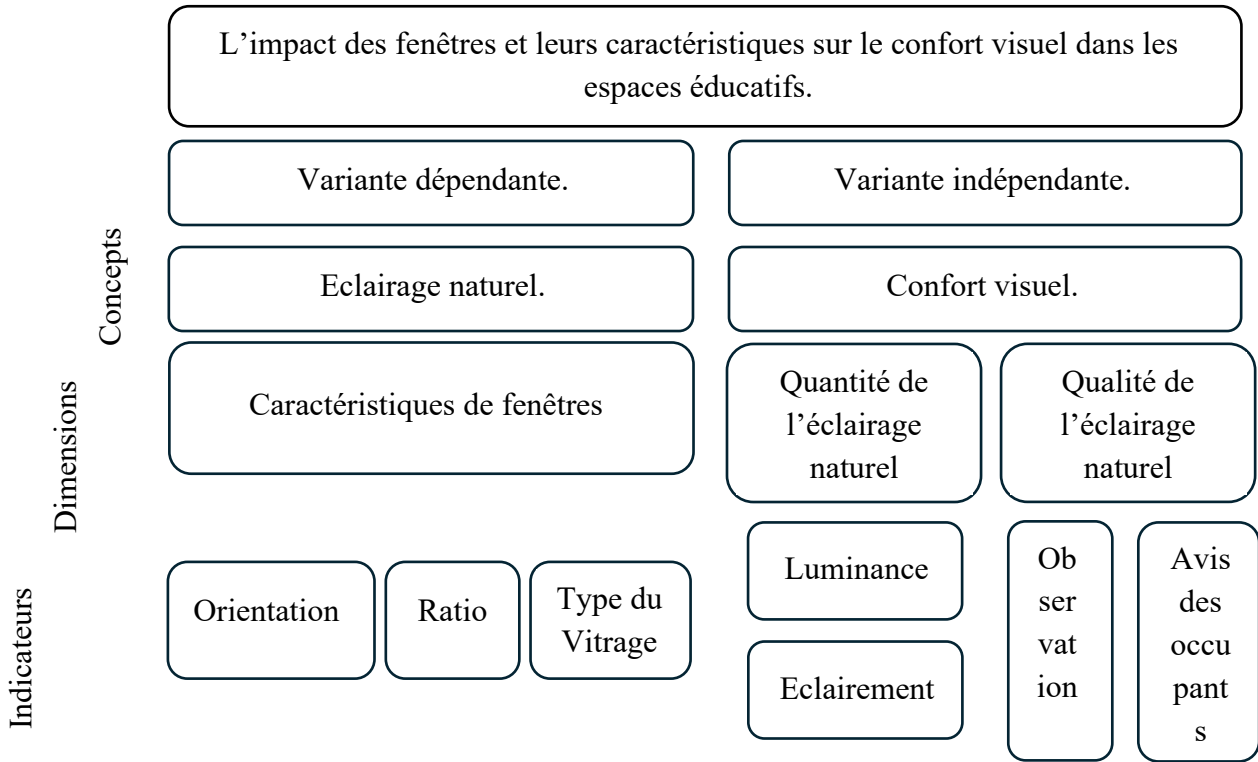 L’impact des fenêtres et leurs caractéristiques sur le confort visuel dans les
espaces éducatifs.
Variante dépendante.
Variante indépendante.
Concepts
Eclairage naturel.
Confort visuel.
Dimensions
Caractéristiques de fenêtres
Quantité de
l’éclairage
naturel
Qualité de
l’éclairage
naturel
Indicateurs
Orientation
Ratio
Type du
Vitrage
Luminance
Eclairement
Ob
ser
vat
ion
Avis
des
occu
pant
s